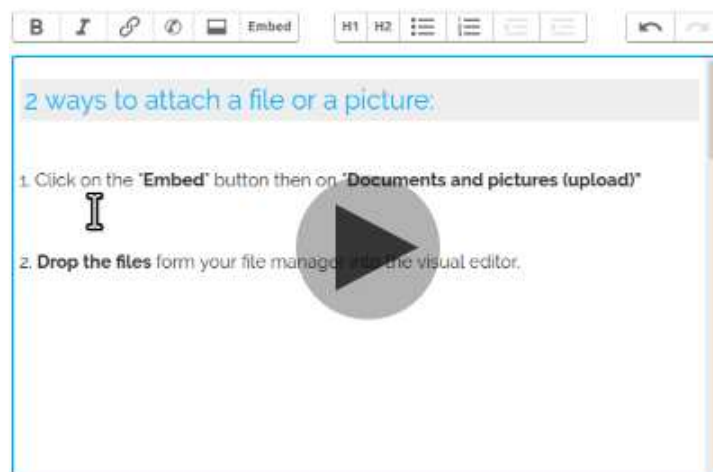 B I Embed H1 H2
2 ways to attach a file or a picture:
1. Click on the "Embed" button then on "Documents and pictures (upload)"
2. Drop the files form your file manager into the visual editor.